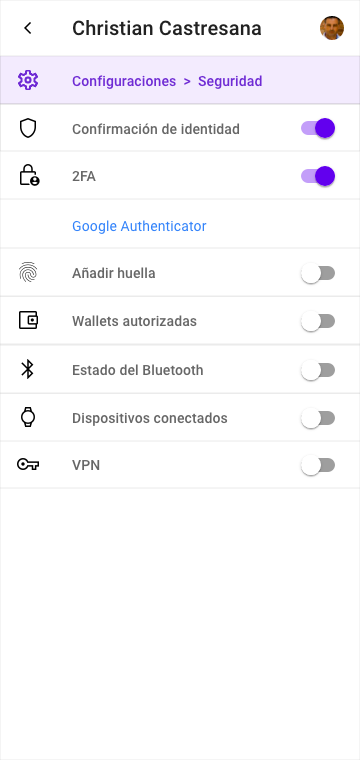 Christian Castresana
Configuraciones > Seguridad
Confirmación de identidad
2FA
Google Authenticator
Añadir huella
Wallets autorizadas
Estado del Bluetooth
Dispositivos conectados
VPN